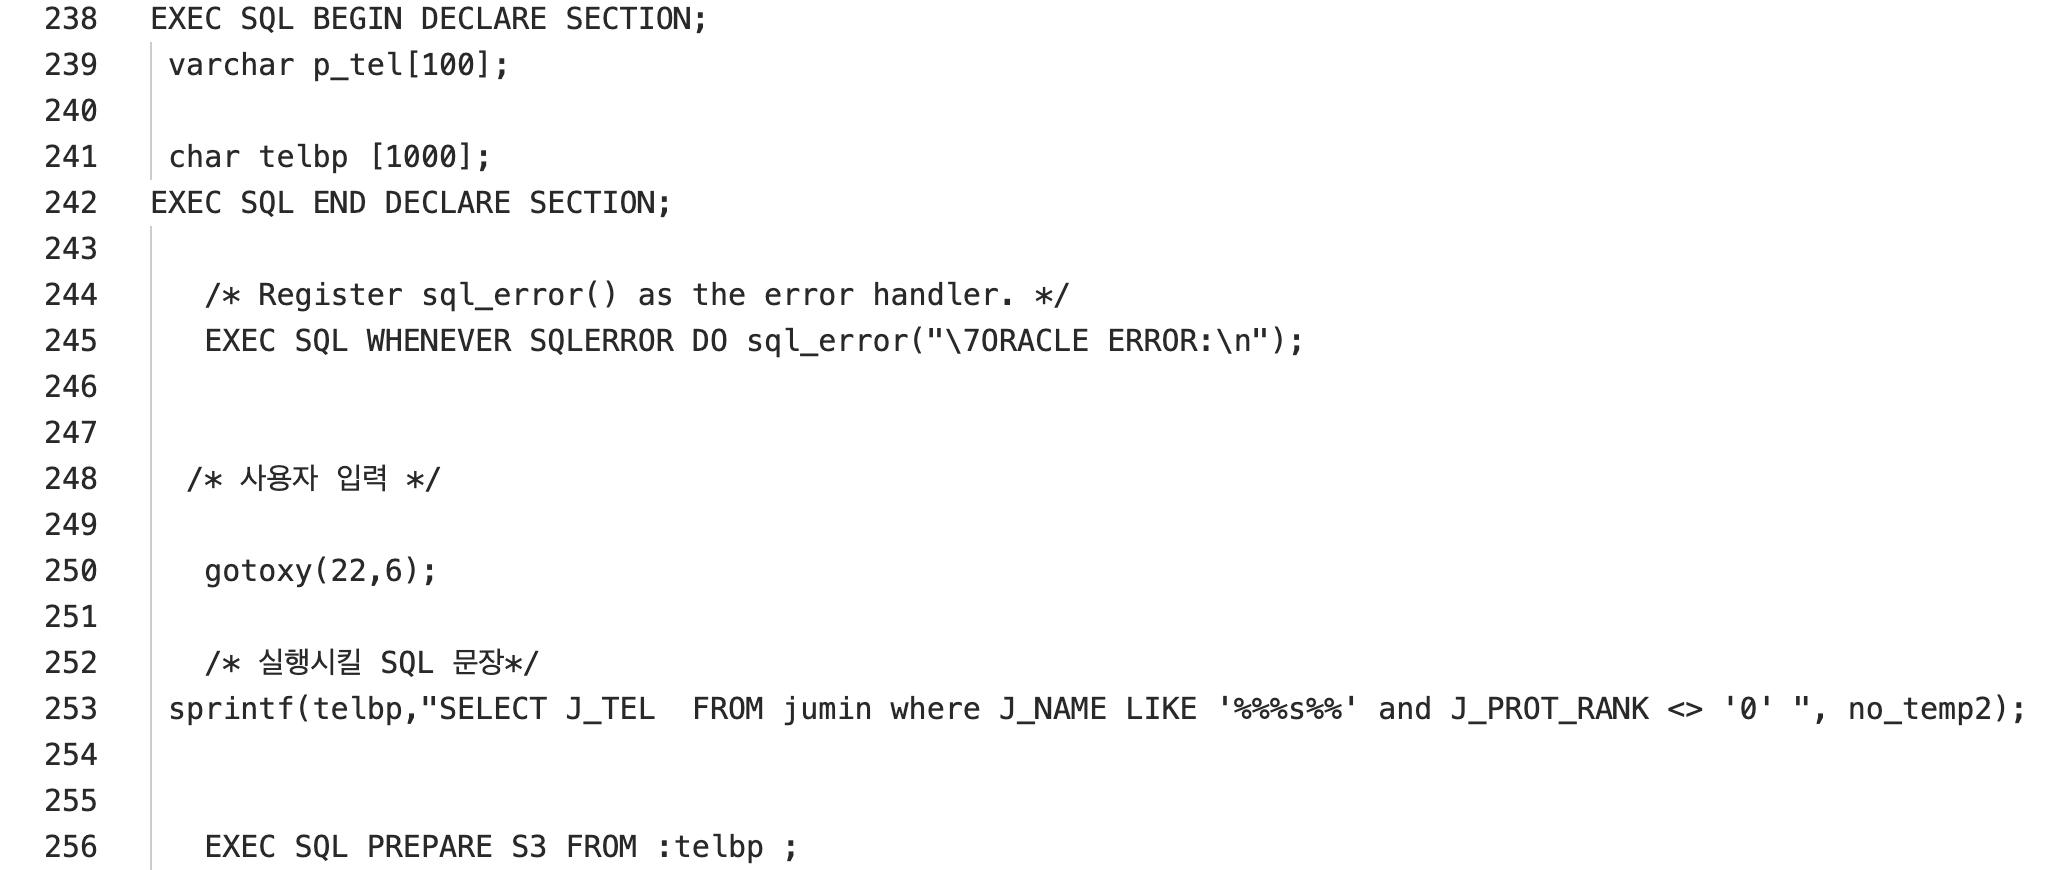 238 EXEC SQL BEGIN DECLARE SECTION;
239 varchar p_tel[100];
240
241 char telbp [1000];
242 EXEC SQL END DECLARE SECTION;
243
244 /* Register sql_error() as the error handler. */
245 EXEC SQL WHENEVER SQLERROR DO sql_error("\7ORACLE ERROR:\n");
246
247
248 /* 사용자 입력 */
249
250 gotoxy(22,6);
251
252 /* 실행시킬 SQL 문장*/
253 sprintf(telbp,"SELECT J_TEL  FROM jumin where J_NAME LIKE '%%%s%%' and J_PROT_RANK <> '0' ", no_temp2);
254
255
256 EXEC SQL PREPARE S3 FROM :telbp ;